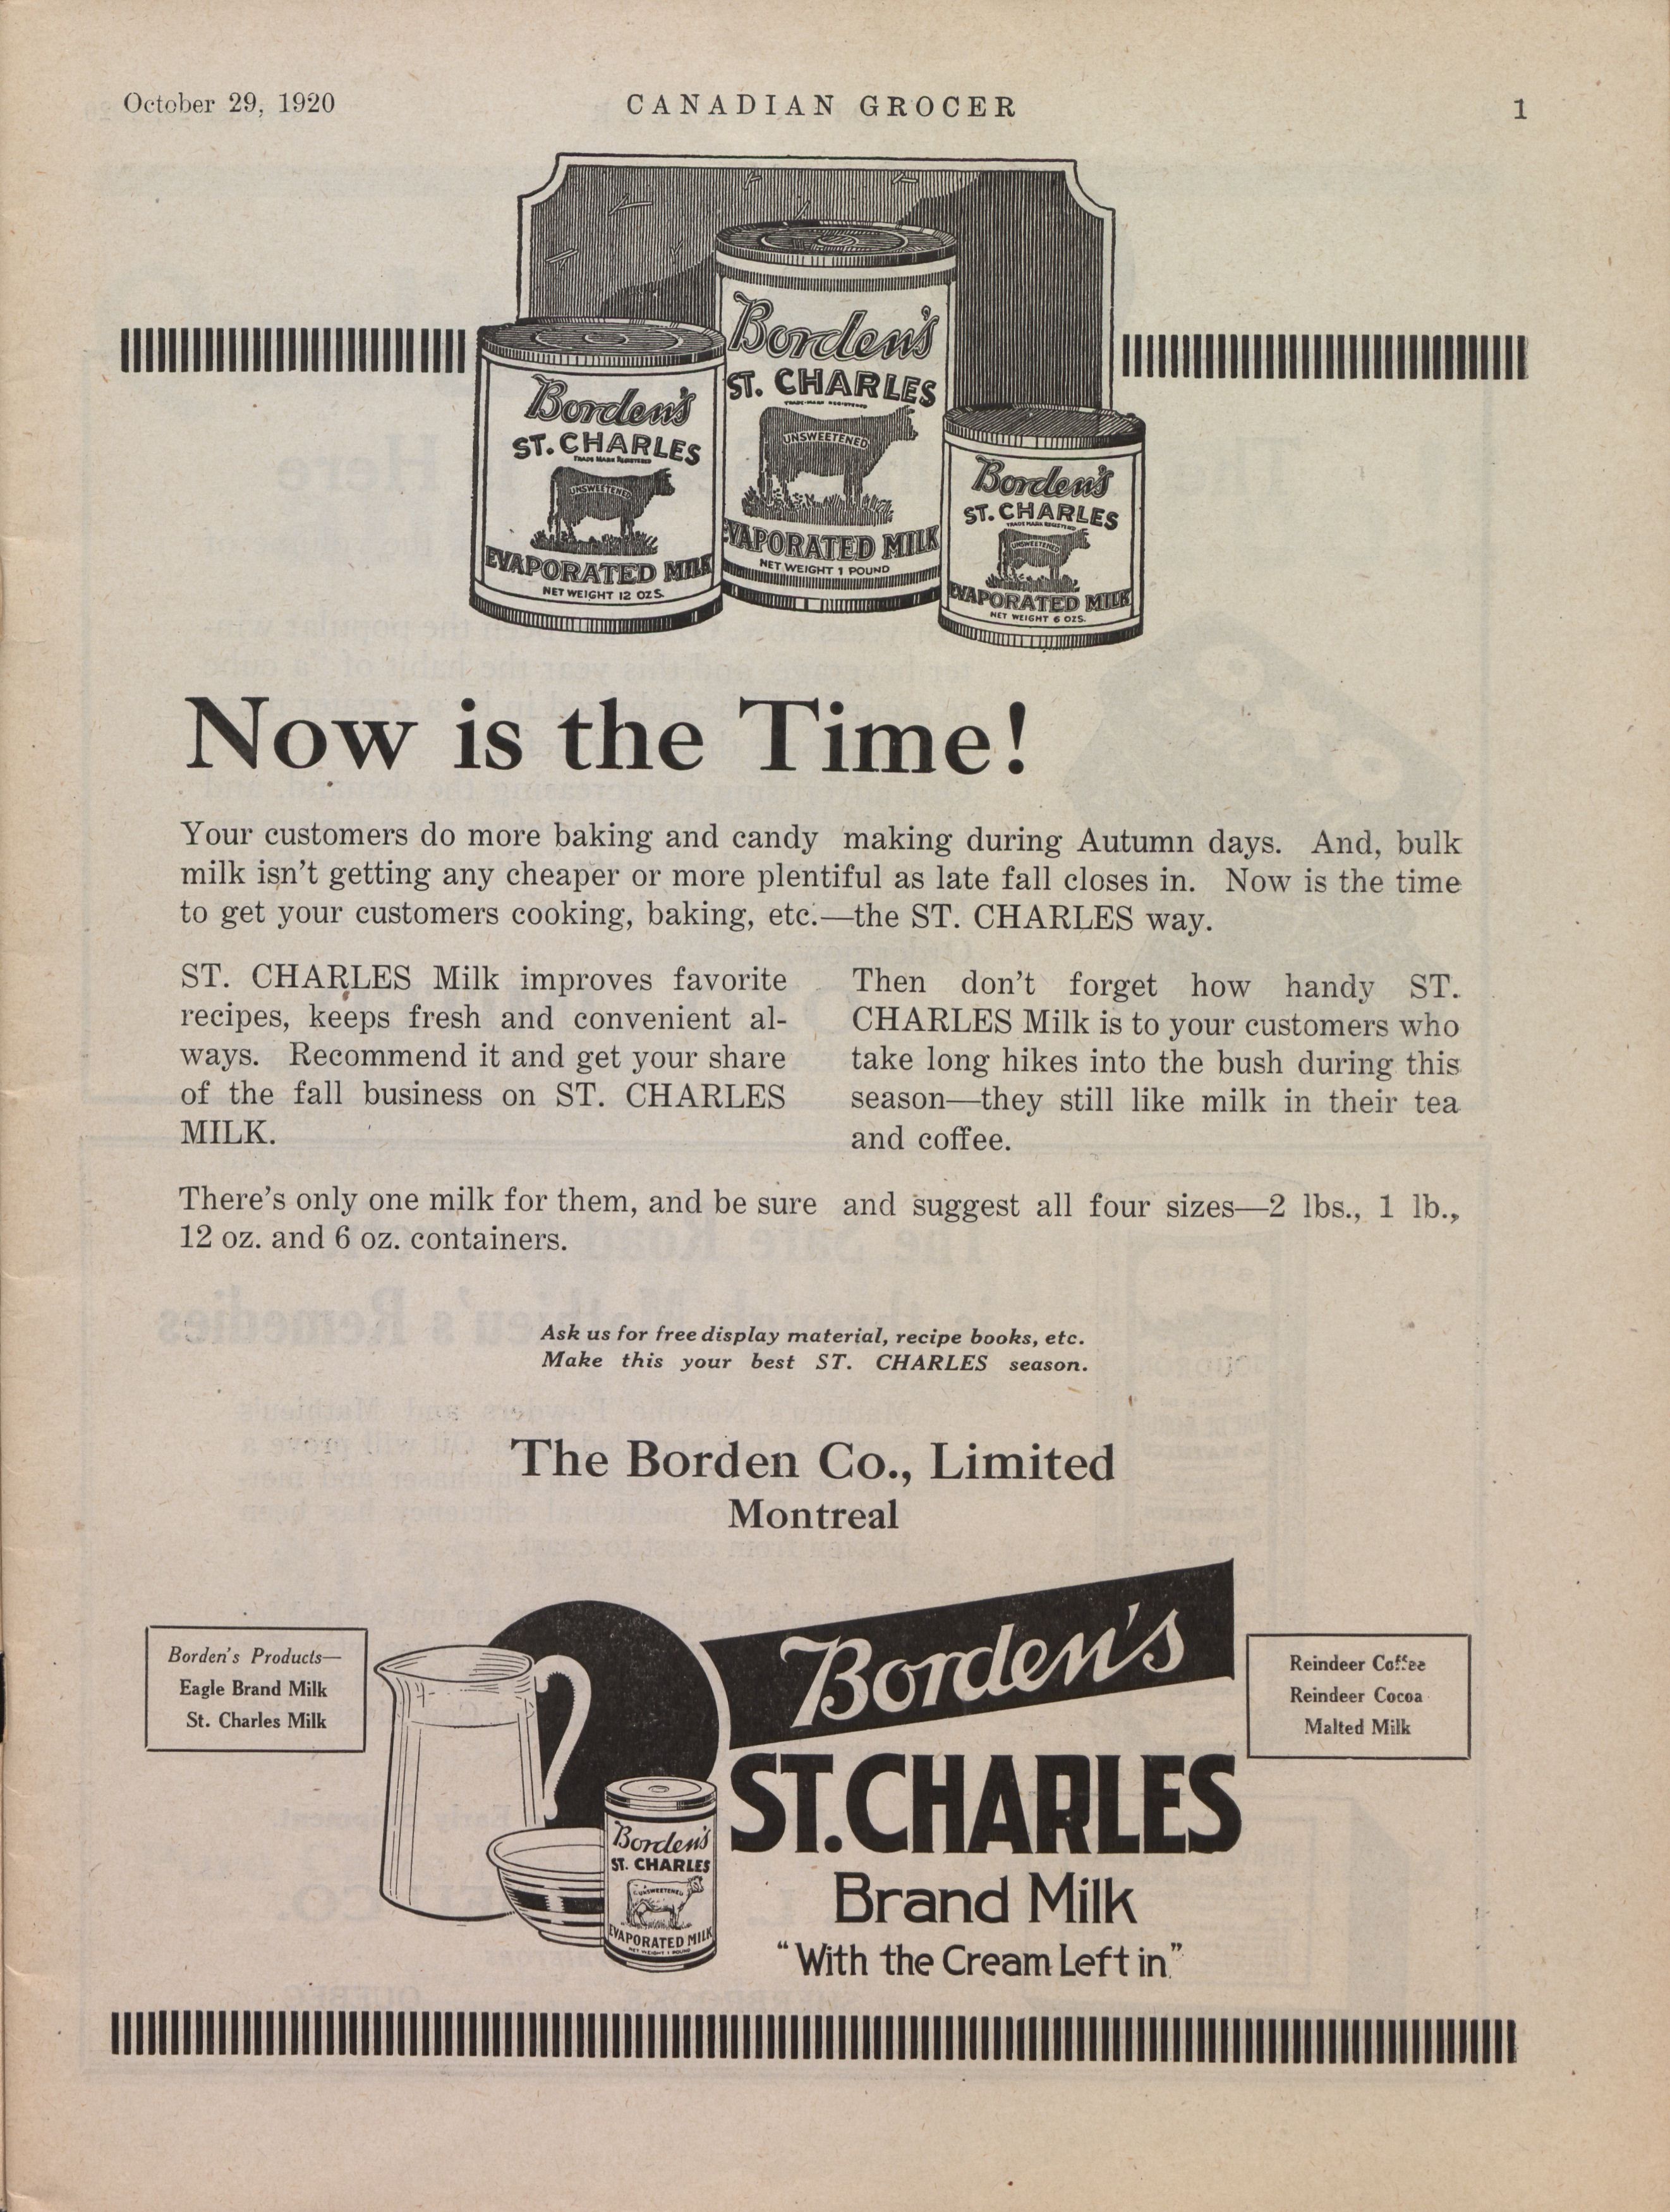 October 29, 1920 CANADIAN GROCER 1
Borden's
ST. CHARLES
TRADE-MARK REGISTERED
UNSWEETENED
EVAPORATED MILK
NET WEIGHT 1 POUND
Borden's
ST. CHARLES
TRADE MARK REGISTERED
UNSWEETENED
EVAPORATED MILK
NET WEIGHT 12 OZS.
Borden's
ST. CHARLES
TRADE MARK REGISTERED
UNSWEETENED
EVAPORATED MILK
NET WEIGHT 6 OZS.
Now is the Time!
Your customers do more baking and candy making during Autumn days. And, bulk
milk isn't getting any cheaper or more plentiful as late fall closes in. Now is the time
to get your customers cooking, baking, etc.—the ST. CHARLES way.
ST. CHARLES Milk improves favorite
recipes, keeps fresh and convenient al-
ways. Recommend it and get your share
of the fall business on ST. CHARLES
MILK.
Then don't forget how handy ST.
CHARLES Milk is to your customers who
take long hikes into the bush during this
season—they still like milk in their tea
and coffee.
There's only one milk for them, and be sure and suggest all four sizes—2 lbs., 1 lb.,
12 oz. and 6 oz. containers.
Ask us for free display material, recipe books, etc.
Make this your best ST. CHARLES season.
The Borden Co., Limited
Montreal
Borden's Products—
Eagle Brand Milk
St. Charles Milk
Borden's
ST. CHARLES
UNSWEETENED
EVAPORATED MILK
NET WEIGHT 1 POUND
Borden's
ST. CHARLES
Brand Milk
"With the Cream Left in."
Reindeer Coffee
Reindeer Cocoa
Malted Milk